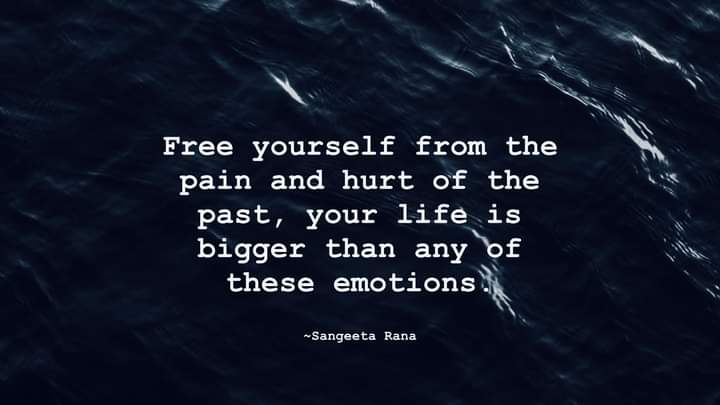 Free yourself from the
pain and hurt of the
past, your life is
bigger than any of
these emotions.
~Sangeeta Rana